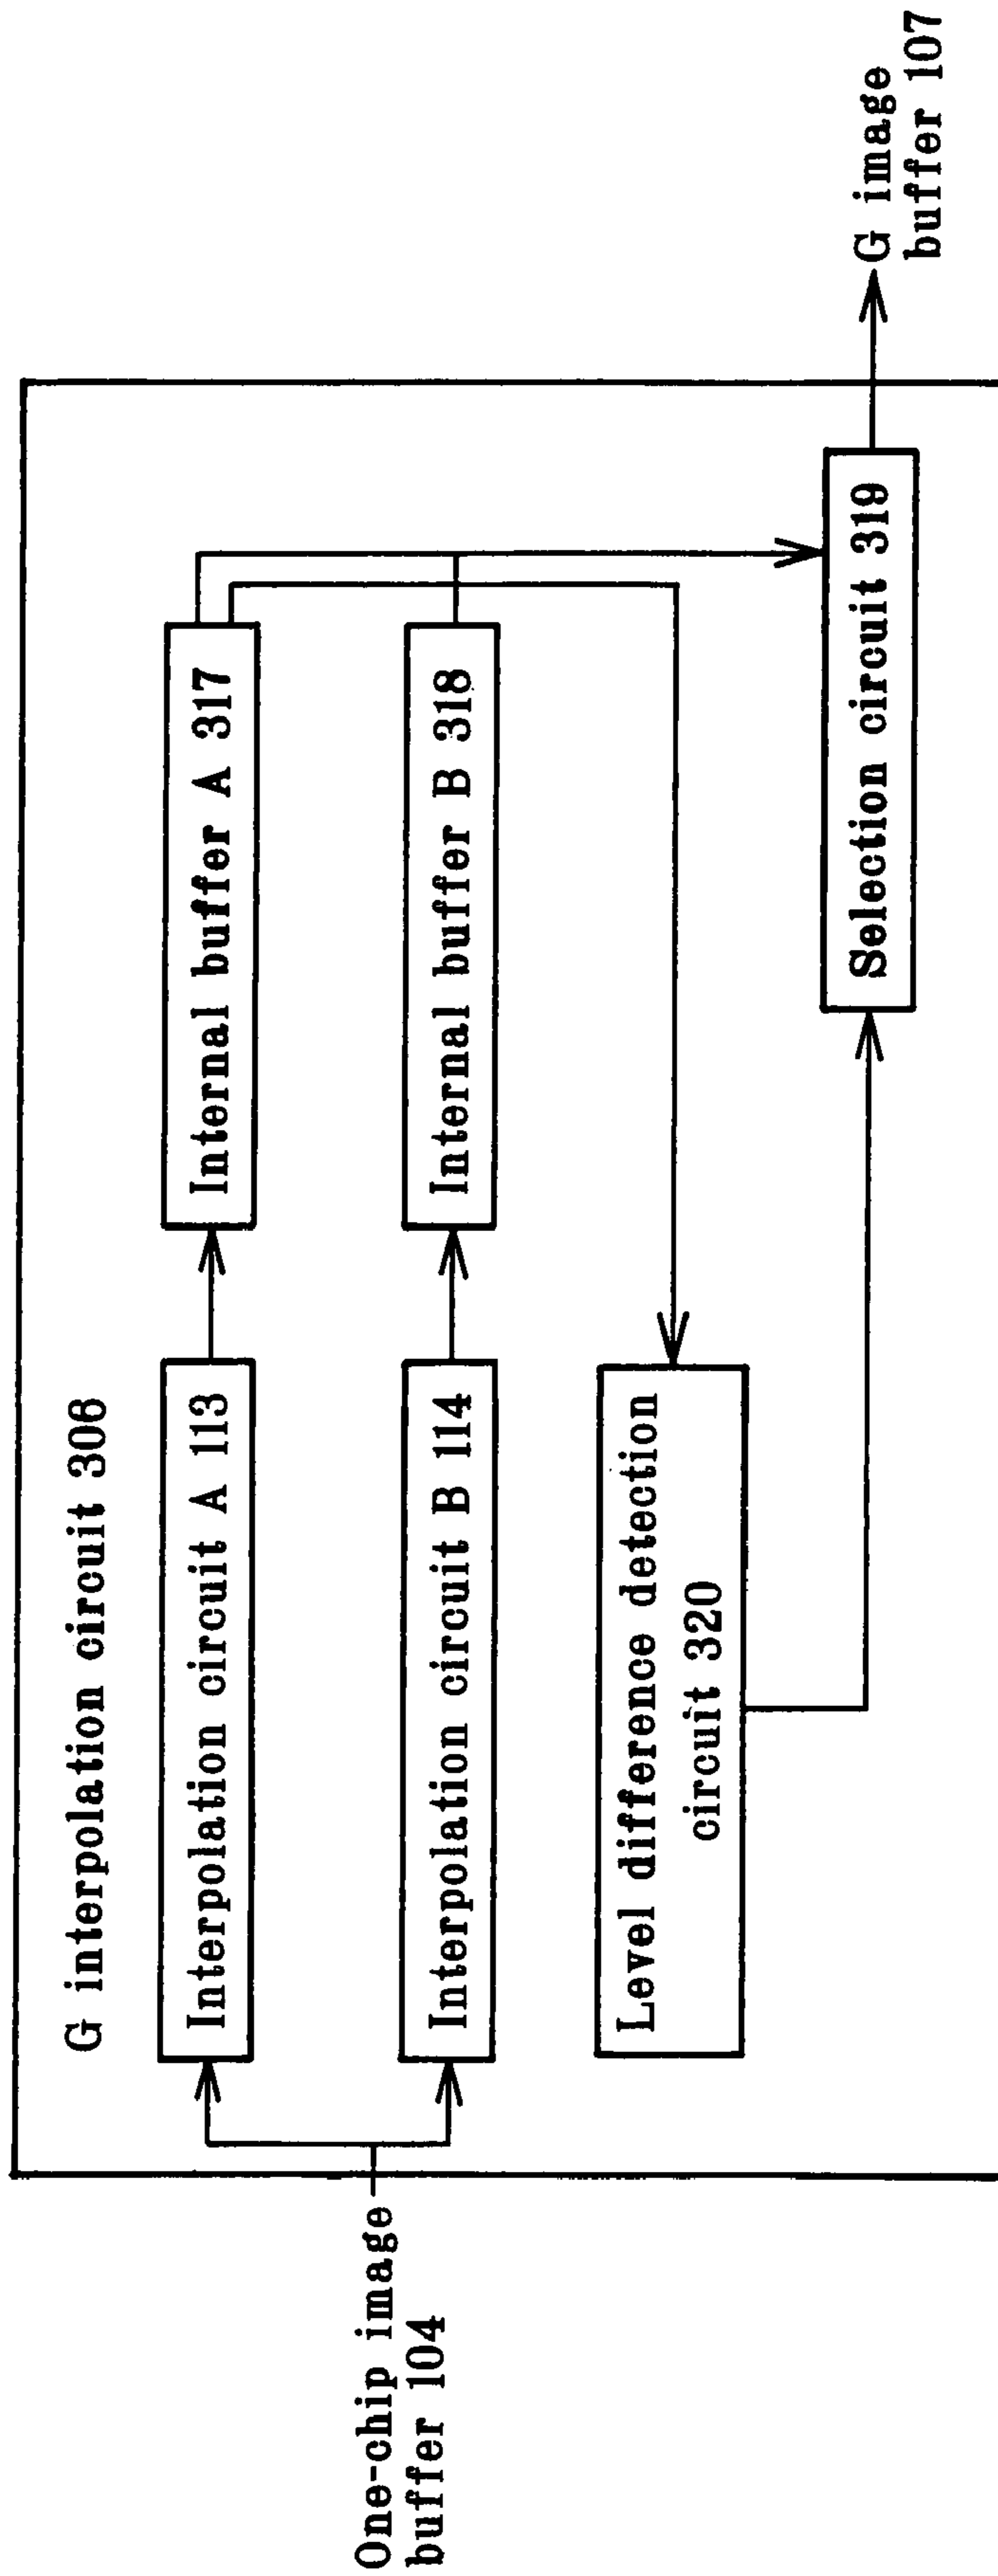 G interpolation circuit 306
One-chip image
buffer 104
Interpolation circuit A 113
Internal buffer A 317
Interpolation circuit B 114
Internal buffer B 318
Level difference detection
circuit 320
Selection circuit 319
G image
buffer 107